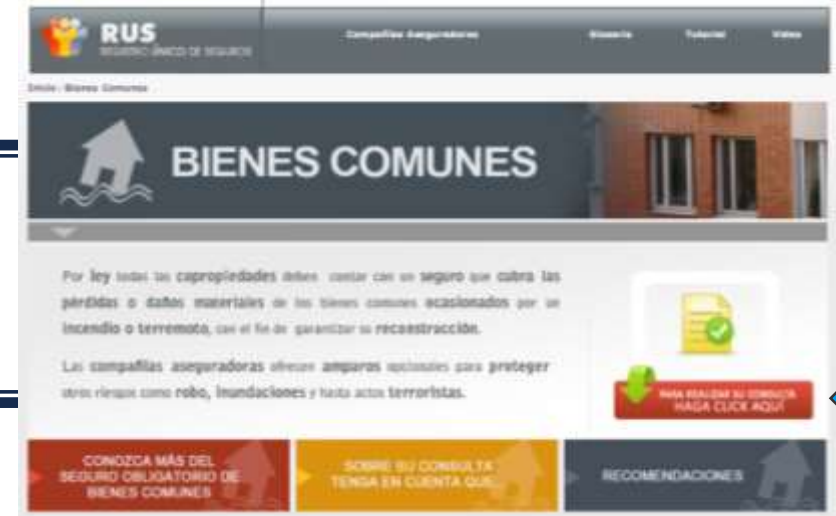 RUS
REGISTRO ÚNICO DE SEGUROS
Compañías Aseguradoras
Glosario
Tutorial
Video
Inicio / Bienes Comunes
BIENES COMUNES
Por ley todas las copropiedades deben contar con un seguro que cubra las
pérdidas o daños materiales de los bienes comunes ocasionados por un
incendio o terremoto, con el fin de garantizar su reconstrucción.
Las compañías aseguradoras ofrecen amparos opcionales para proteger
otros riesgos como robo, inundaciones y hasta actos terroristas.
PARA REALIZAR SU CONSULTA
HAGA CLICK AQUÍ
CONOZCA MÁS DEL
SEGURO OBLIGATORIO DE
BIENES COMUNES
SOBRE SU CONSULTA
TENGA EN CUENTA QUE...
RECOMENDACIONES